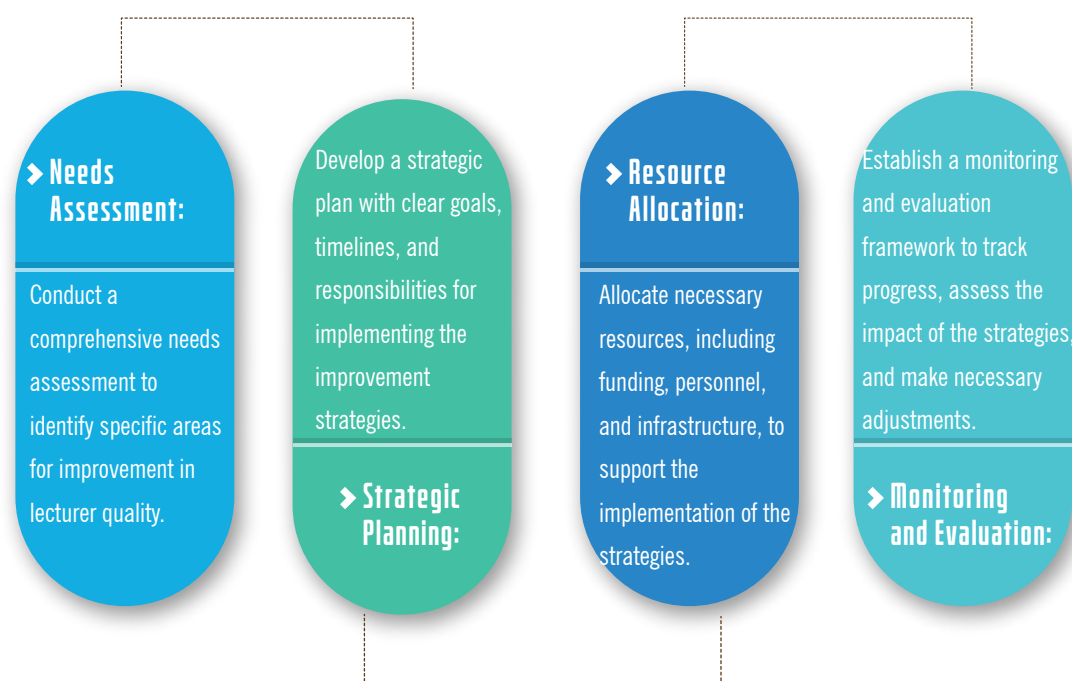 Needs
Assessment:
Conduct a
comprehensive needs
assessment to
identify specific areas
for improvement in
lecturer quality.
Develop a strategic
plan with clear goals,
timelines, and
responsibilities for
implementing the
improvement
strategies.
Strategic
Planning:
Resource
Allocation:
Allocate necessary
resources, including
funding, personnel,
and infrastructure, to
support the
implementation of the
strategies.
Establish a monitoring
and evaluation
framework to track
progress, assess the
impact of the strategies,
and make necessary
adjustments.
Monitoring
and Evaluation: